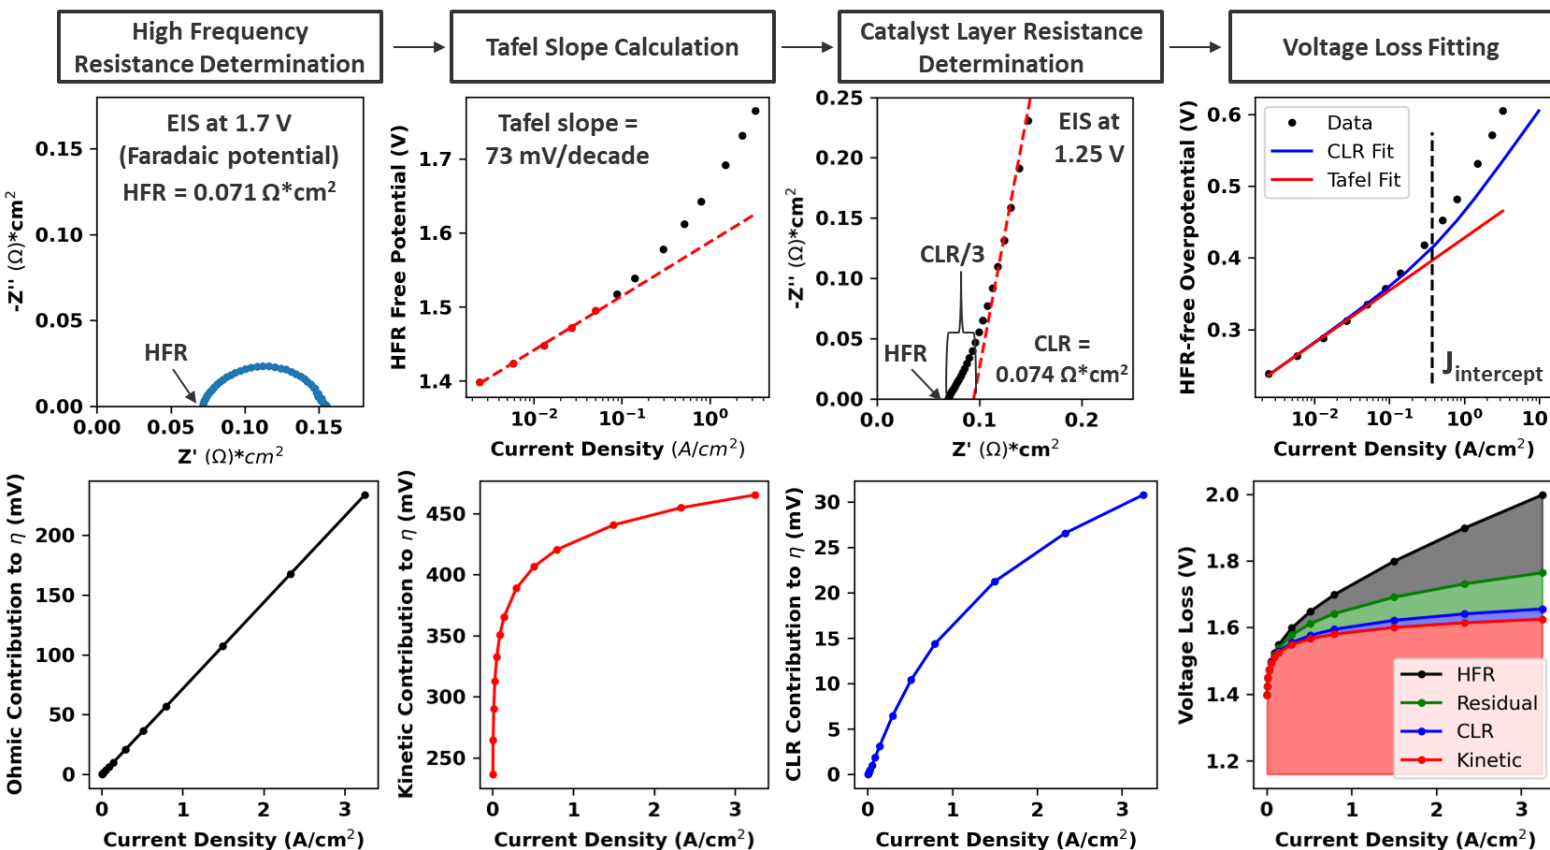 High Frequency
Resistance Determination
Tafel Slope Calculation
Catalyst Layer Resistance
Determination
Voltage Loss Fitting
-Z'' (Ω)*cm²
0.15
0.10
0.05
0.00
EIS at 1.7 V
(Faradaic potential)
HFR = 0.071 Ω*cm²
HFR
0.00
0.05
0.10
0.15
Z' (Ω)*cm²
HFR Free Potential (V)
1.7
1.6
1.5
1.4
Tafel slope =
73 mV/decade
10⁻²
10⁻¹
10⁰
Current Density (A/cm²)
-Z'' (Ω)*cm²
0.25
0.20
0.15
0.10
0.05
0.00
EIS at
1.25 V
CLR/3
HFR
CLR =
0.074 Ω*cm²
0.0
0.1
0.2
Z' (Ω)*cm²
HFR-free Overpotential (V)
0.6
0.5
0.4
0.3
Data
CLR Fit
Tafel Fit
J intercept
10⁻²
10⁻¹
10⁰
10
Current Density (A/cm²)
Ohmic Contribution to η (mV)
200
150
100
50
0
0
1
2
3
Current Density (A/cm²)
Kinetic Contribution to η (mV)
450
400
350
300
250
0
1
2
3
Current Density (A/cm²)
CLR Contribution to η (mV)
30
25
20
15
10
5
0
0
1
2
3
Current Density (A/cm²)
Voltage Loss (V)
2.0
1.8
1.6
1.4
1.2
HFR
Residual
CLR
Kinetic
0
1
2
3
Current Density (A/cm²)